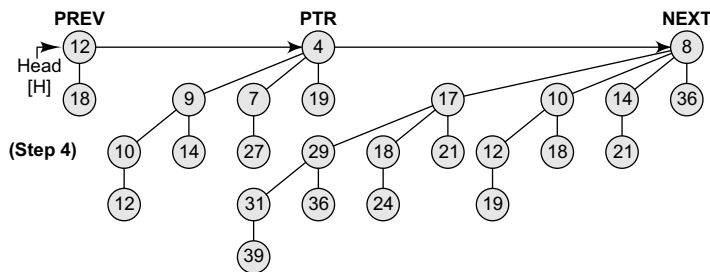 PREV PTR NEXT
12 4 8
Head
[H]
18 9 7 19 17 10 14 36
(Step 4) 10 14 27 29 18 21 12 18 21
12 31 36 24 19
39